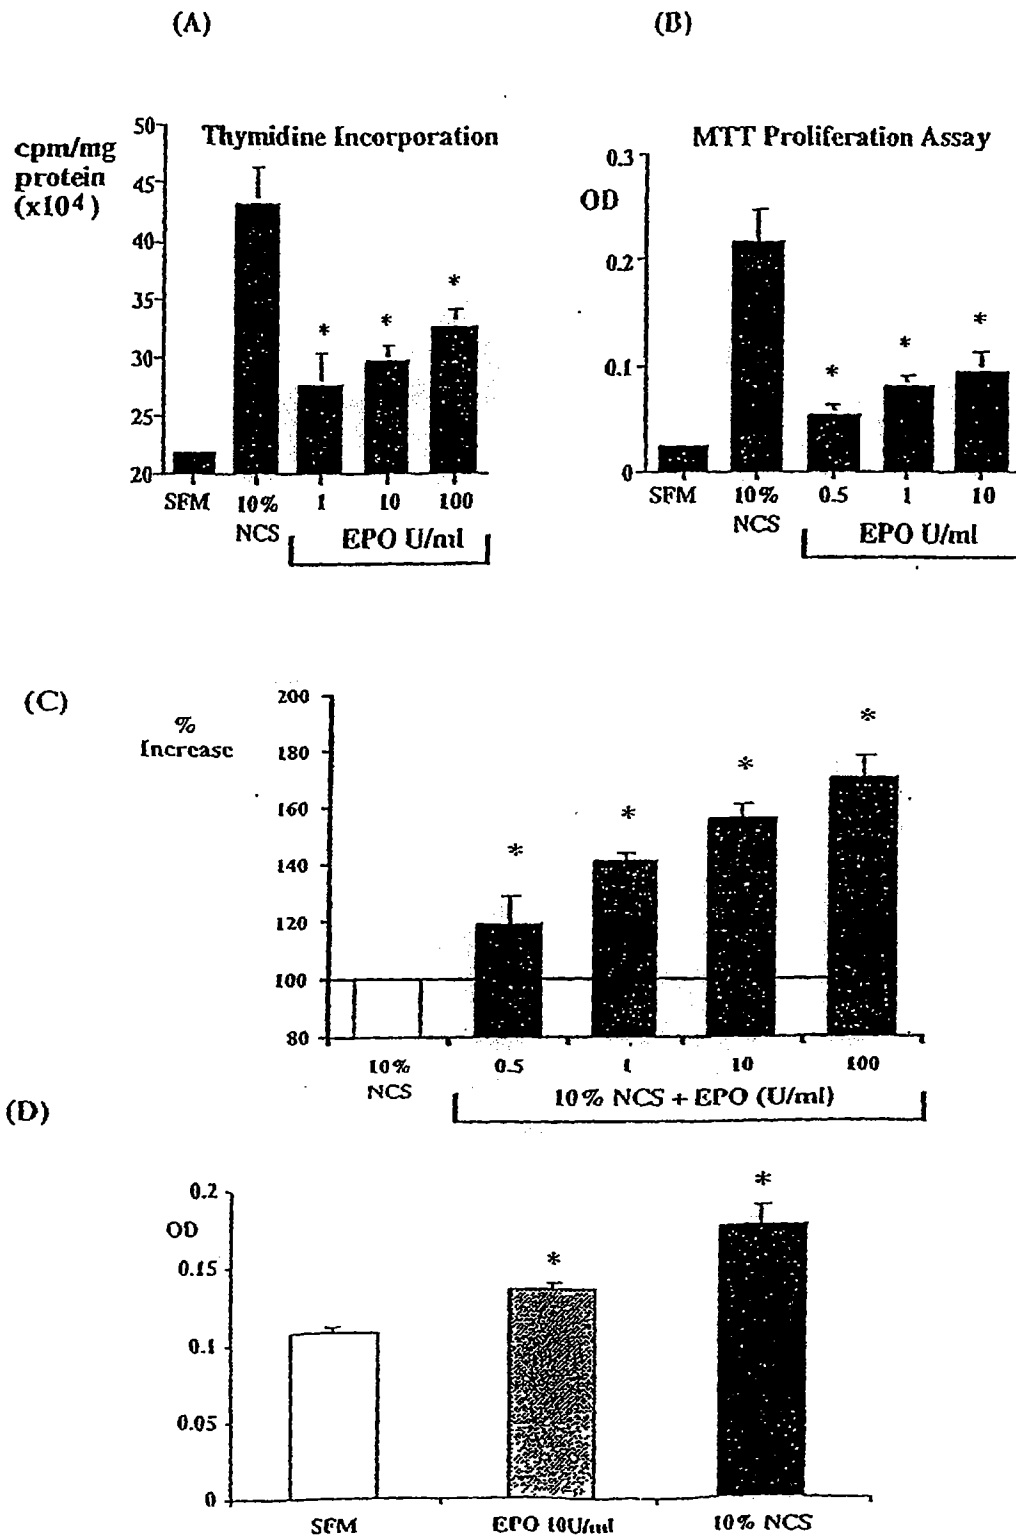 (A)
(B)
Thymidine Incorporation
cpm/mg
protein
(x10⁴)
50
45
40
35
30
25
20
*
*
*
SFM
10%
NCS
1
10
100
EPO U/ml
MTT Proliferation Assay
OD
0.3
0.2
0.1
0
*
*
*
SFM
10%
NCS
0.5
1
10
EPO U/ml
(C)
%
Increase
200
180
160
140
120
100
80
*
*
*
*
10%
NCS
0.5
1
10
100
10% NCS + EPO (U/ml)
(D)
OD
0.2
0.15
0.1
0.05
0
*
*
SFM
EPO 10U/ml
10% NCS